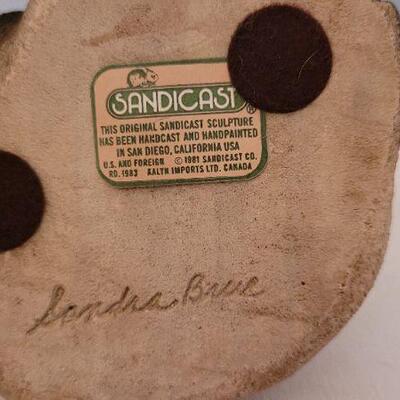 SANDICAST®
THIS ORIGINAL SANDICAST SCULPTURE
HAS BEEN HANDCAST AND HANDPAINTED
IN SAN DIEGO, CALIFORNIA USA
U.S. AND FOREIGN © 1981 SANDICAST CO.
RD. 1983 KALYN IMPORTS LTD. CANADA
Sandra Brue